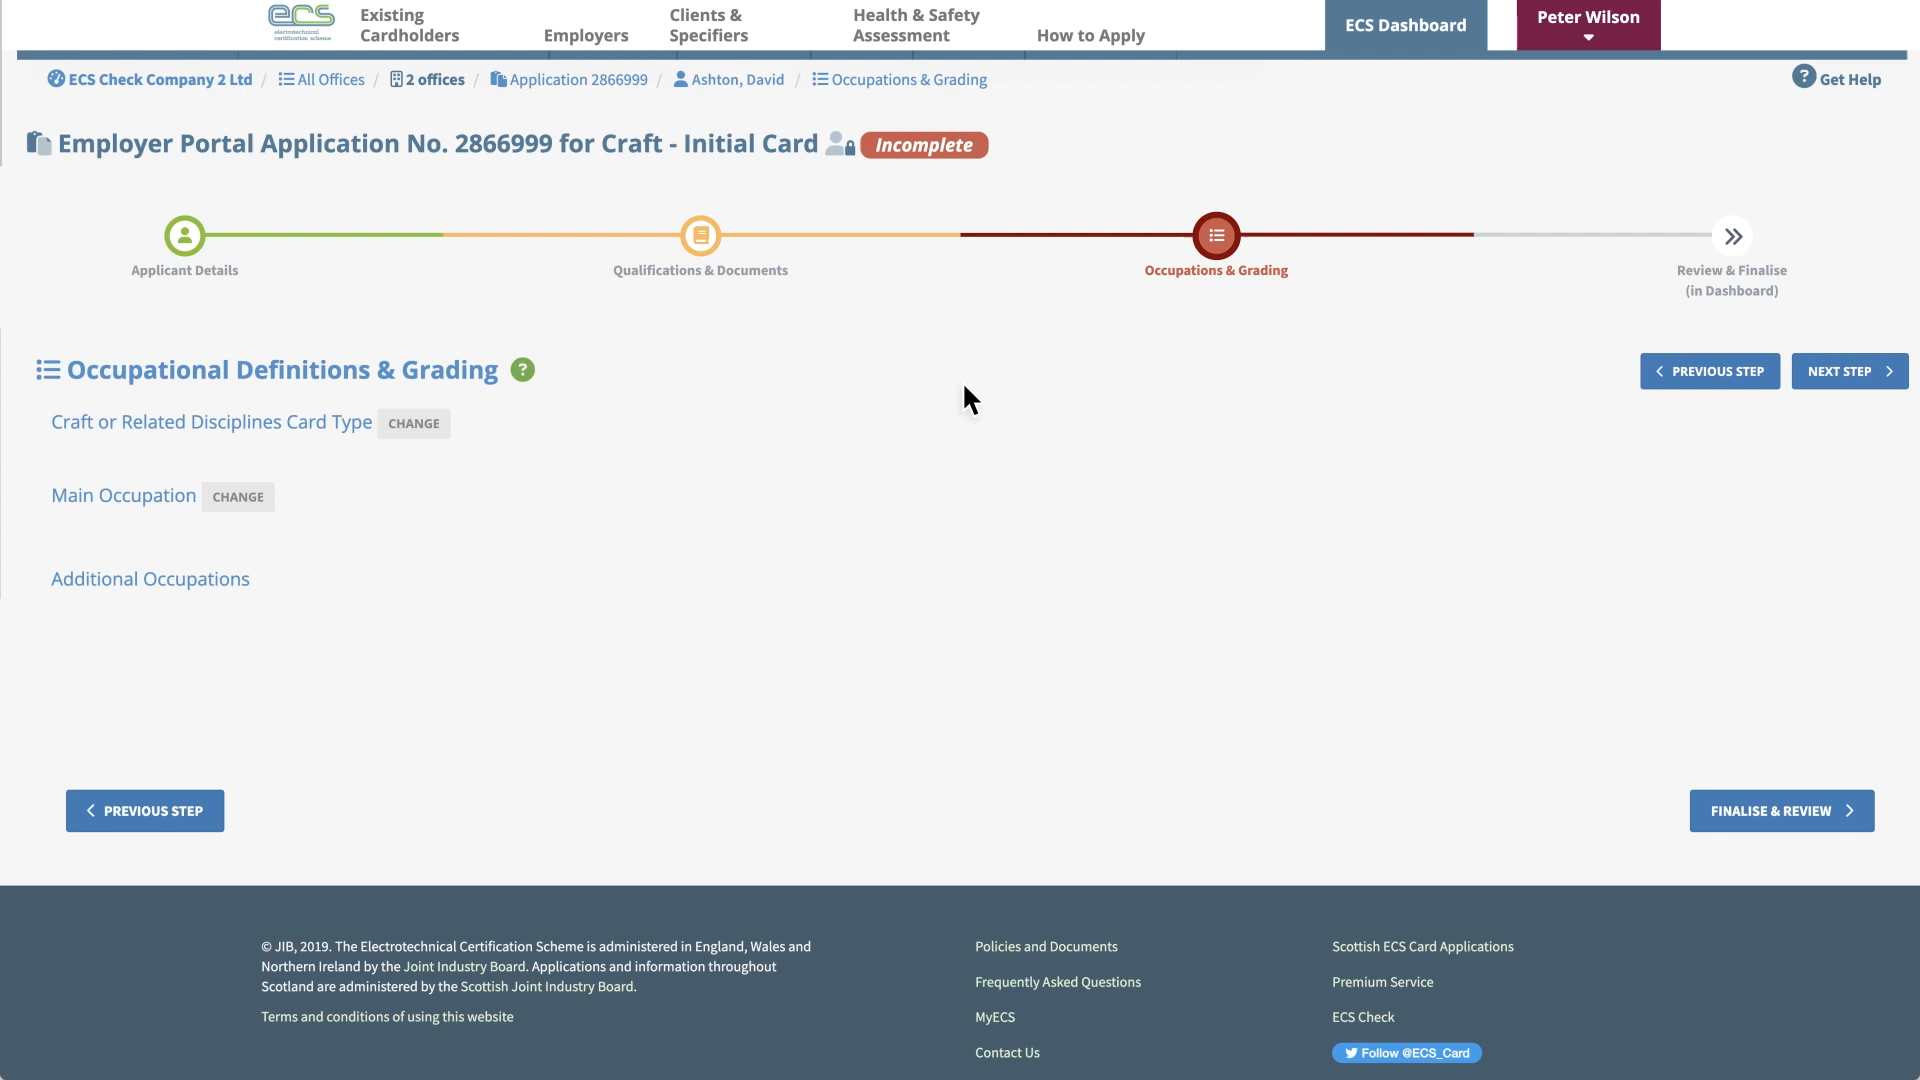 ecs
electrotechnical
certification scheme
Existing
Cardholders
Employers
Clients &
Specifiers
Health & Safety
Assessment
How to Apply
ECS Dashboard
Peter Wilson
ECS Check Company 2 Ltd / All Offices / 2 offices / Application 2866999 / Ashton, David / Occupations & Grading
? Get Help
Employer Portal Application No. 2866999 for Craft - Initial Card Incomplete
Applicant Details
Qualifications & Documents
Occupations & Grading
Review & Finalise
(in Dashboard)
Occupational Definitions & Grading ?
PREVIOUS STEP
NEXT STEP
Craft or Related Disciplines Card Type CHANGE
Main Occupation CHANGE
Additional Occupations
PREVIOUS STEP
FINALISE & REVIEW
© JIB, 2019. The Electrotechnical Certification Scheme is administered in England, Wales and
Northern Ireland by the Joint Industry Board. Applications and information throughout
Scotland are administered by the Scottish Joint Industry Board.
Terms and conditions of using this website
Policies and Documents
Frequently Asked Questions
MyECS
Contact Us
Scottish ECS Card Applications
Premium Service
ECS Check
Follow @ECS_Card